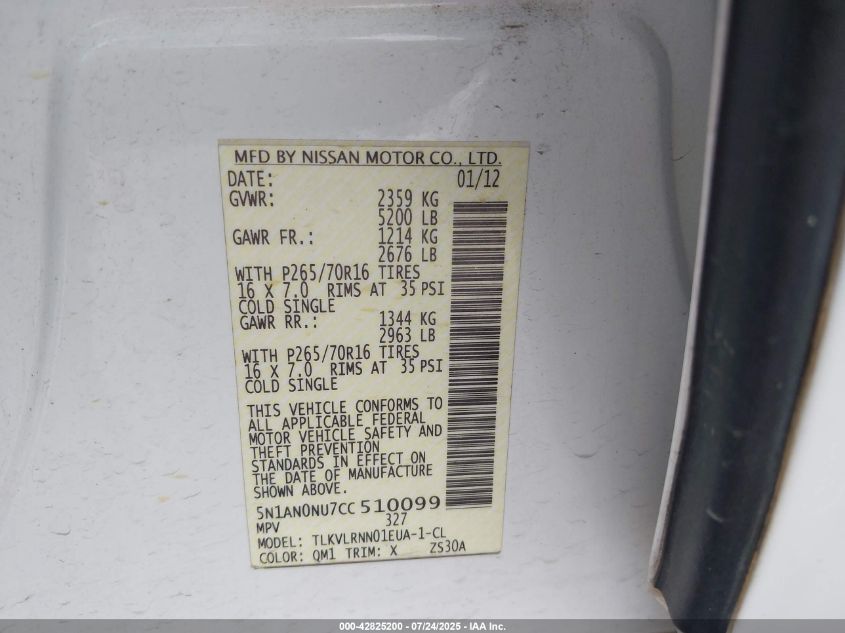 MFD BY NISSAN MOTOR CO., LTD.
DATE: 01/12
GVWR: 2359 KG
5200 LB
GAWR FR.: 1214 KG
2676 LB
WITH P265/70R16 TIRES
16 X 7.0 RIMS AT 35 PSI
COLD SINGLE
GAWR RR.: 1344 KG
2963 LB
WITH P265/70R16 TIRES
16 X 7.0 RIMS AT 35 PSI
COLD SINGLE
THIS VEHICLE CONFORMS TO
ALL APPLICABLE FEDERAL
MOTOR VEHICLE SAFETY AND
THEFT PREVENTION
STANDARDS IN EFFECT ON
THE DATE OF MANUFACTURE
SHOWN ABOVE.
5N1AN0NU7CC510099
MPV 327
MODEL: TLKVLRNN01EUA-1-CL
COLOR: QM1 TRIM: X ZS30A
000-42825200 - 07/24/2025 - IAA Inc.